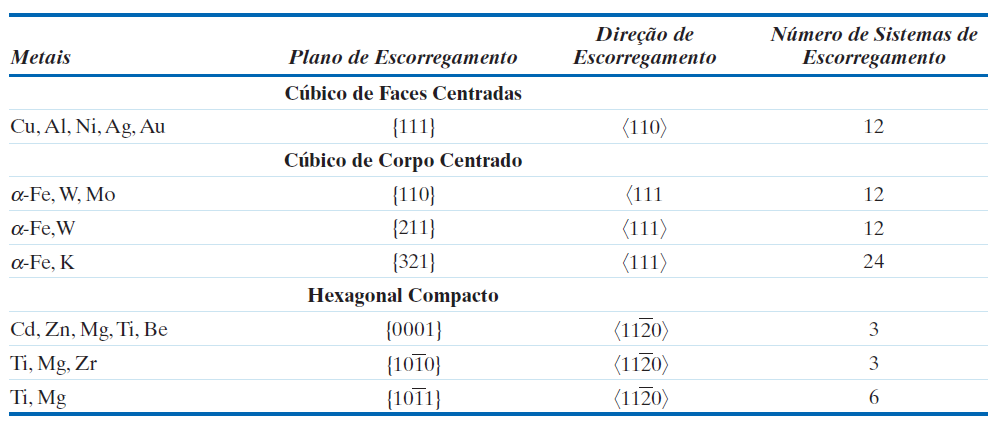 Metais Plano de Escorregamento Direção de Escorregamento Número de Sistemas de Escorregamento
Cúbico de Faces Centradas
Cu, Al, Ni, Ag, Au {111} ⟨110⟩ 12
Cúbico de Corpo Centrado
α-Fe, W, Mo {110} ⟨111 12
α-Fe,W {211} ⟨111⟩ 12
α-Fe, K {321} ⟨111⟩ 24
Hexagonal Compacto
Cd, Zn, Mg, Ti, Be {0001} ⟨112̅0⟩ 3
Ti, Mg, Zr {101̅0} ⟨112̅0⟩ 3
Ti, Mg {101̅1} ⟨112̅0⟩ 6